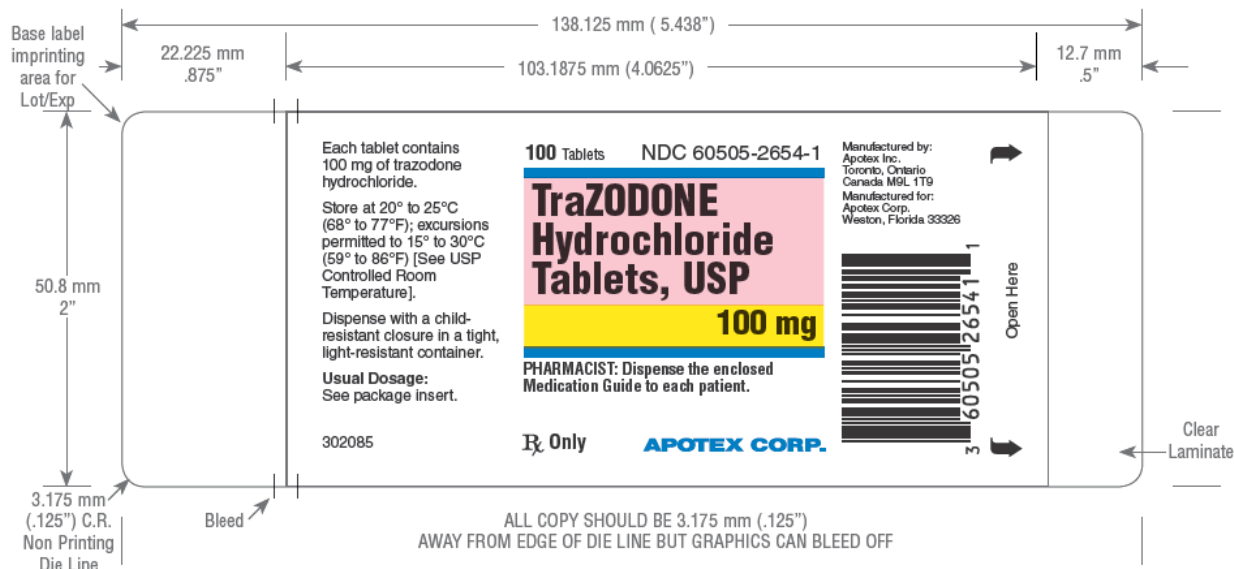 138.125 mm ( 5.438”)
Base label
imprinting
area for
Lot/Exp
22.225 mm
.875”
103.1875 mm (4.0625”)
12.7 mm
.5”
50.8 mm
2”
Each tablet contains
100 mg of trazodone
hydrochloride.
Store at 20° to 25°C
(68° to 77°F); excursions
permitted to 15° to 30°C
(59° to 86°F) [See USP
Controlled Room
Temperature].
Dispense with a child-
resistant closure in a tight,
light-resistant container.
Usual Dosage:
See package insert.
302085
100 Tablets NDC 60505-2654-1
TraZODONE
Hydrochloride
Tablets, USP
100 mg
PHARMACIST: Dispense the enclosed
Medication Guide to each patient.
℞ Only
APOTEX CORP.
Manufactured by:
Apotex Inc.
Toronto, Ontario
Canada M9L 1T9
Manufactured for:
Apotex Corp.
Weston, Florida 33326
3 60505 26541 1
Open Here
Clear
Laminate
3.175 mm
(.125”) C.R.
Non Printing
Die Line
Bleed
ALL COPY SHOULD BE 3.175 mm (.125”)
AWAY FROM EDGE OF DIE LINE BUT GRAPHICS CAN BLEED OFF